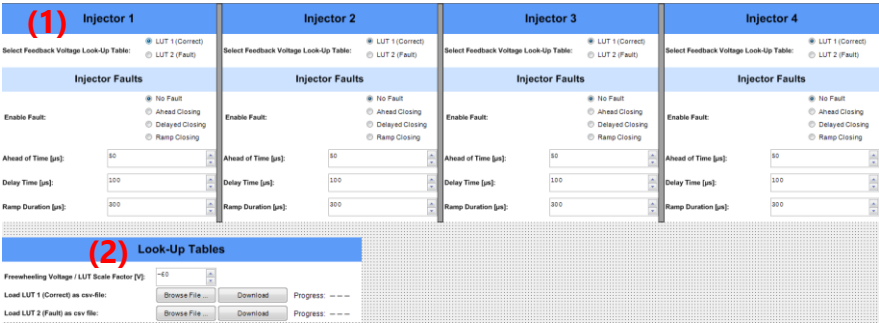 (1) Injector 1
Select Feedback Voltage Look-Up Table:
LUT 1 (Correct)
LUT 2 (Fault)
Injector Faults
Enable Fault:
No Fault
Ahead Closing
Delayed Closing
Ramp Closing
Ahead of Time [µs]: 50
Delay Time [µs]: 100
Ramp Duration [µs]: 300
Injector 2
Select Feedback Voltage Look-Up Table:
LUT 1 (Correct)
LUT 2 (Fault)
Injector Faults
Enable Fault:
No Fault
Ahead Closing
Delayed Closing
Ramp Closing
Ahead of Time [µs]: 50
Delay Time [µs]: 100
Ramp Duration [µs]: 300
Injector 3
Select Feedback Voltage Look-Up Table:
LUT 1 (Correct)
LUT 2 (Fault)
Injector Faults
Enable Fault:
No Fault
Ahead Closing
Delayed Closing
Ramp Closing
Ahead of Time [µs]: 50
Delay Time [µs]: 100
Ramp Duration [µs]: 300
Injector 4
Select Feedback Voltage Look-Up Table:
LUT 1 (Correct)
LUT 2 (Fault)
Injector Faults
Enable Fault:
No Fault
Ahead Closing
Delayed Closing
Ramp Closing
Ahead of Time [µs]: 50
Delay Time [µs]: 100
Ramp Duration [µs]: 300
(2) Look-Up Tables
Freewheeling Voltage / LUT Scale Factor [V]: -60
Load LUT 1 (Correct) as csv-file: Browse File ... Download Progress: ---
Load LUT 2 (Fault) as csv file: Browse File ... Download Progress: ---